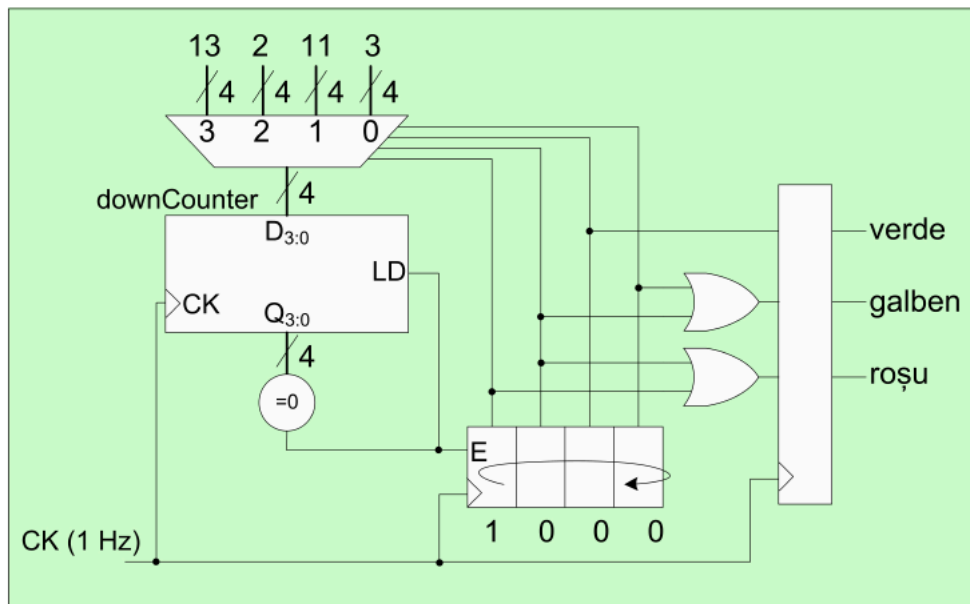 13 2 11 3
4 4 4 4
3 2 1 0
4
downCounter
D3:0
LD
CK
Q3:0
4
=0
verde
galben
roșu
E
1 0 0 0
CK (1 Hz)